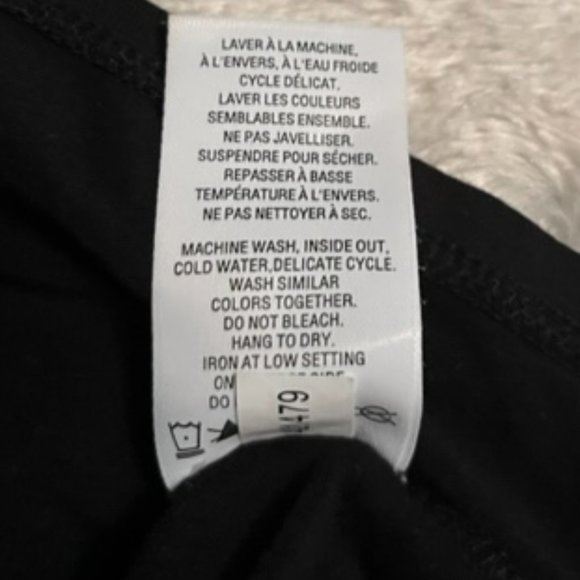 LAVER À LA MACHINE,
À L'ENVERS, À L'EAU FROIDE
CYCLE DÉLICAT.
LAVER LES COULEURS
SEMBLABLES ENSEMBLE.
NE PAS JAVELLISER.
SUSPENDRE POUR SÉCHER.
REPASSER À BASSE
TEMPÉRATURE À L'ENVERS.
NE PAS NETTOYER À SEC.
MACHINE WASH, INSIDE OUT,
COLD WATER,DELICATE CYCLE.
WASH SIMILAR
COLORS TOGETHER.
DO NOT BLEACH.
HANG TO DRY.
IRON AT LOW SETTING
ON
DO